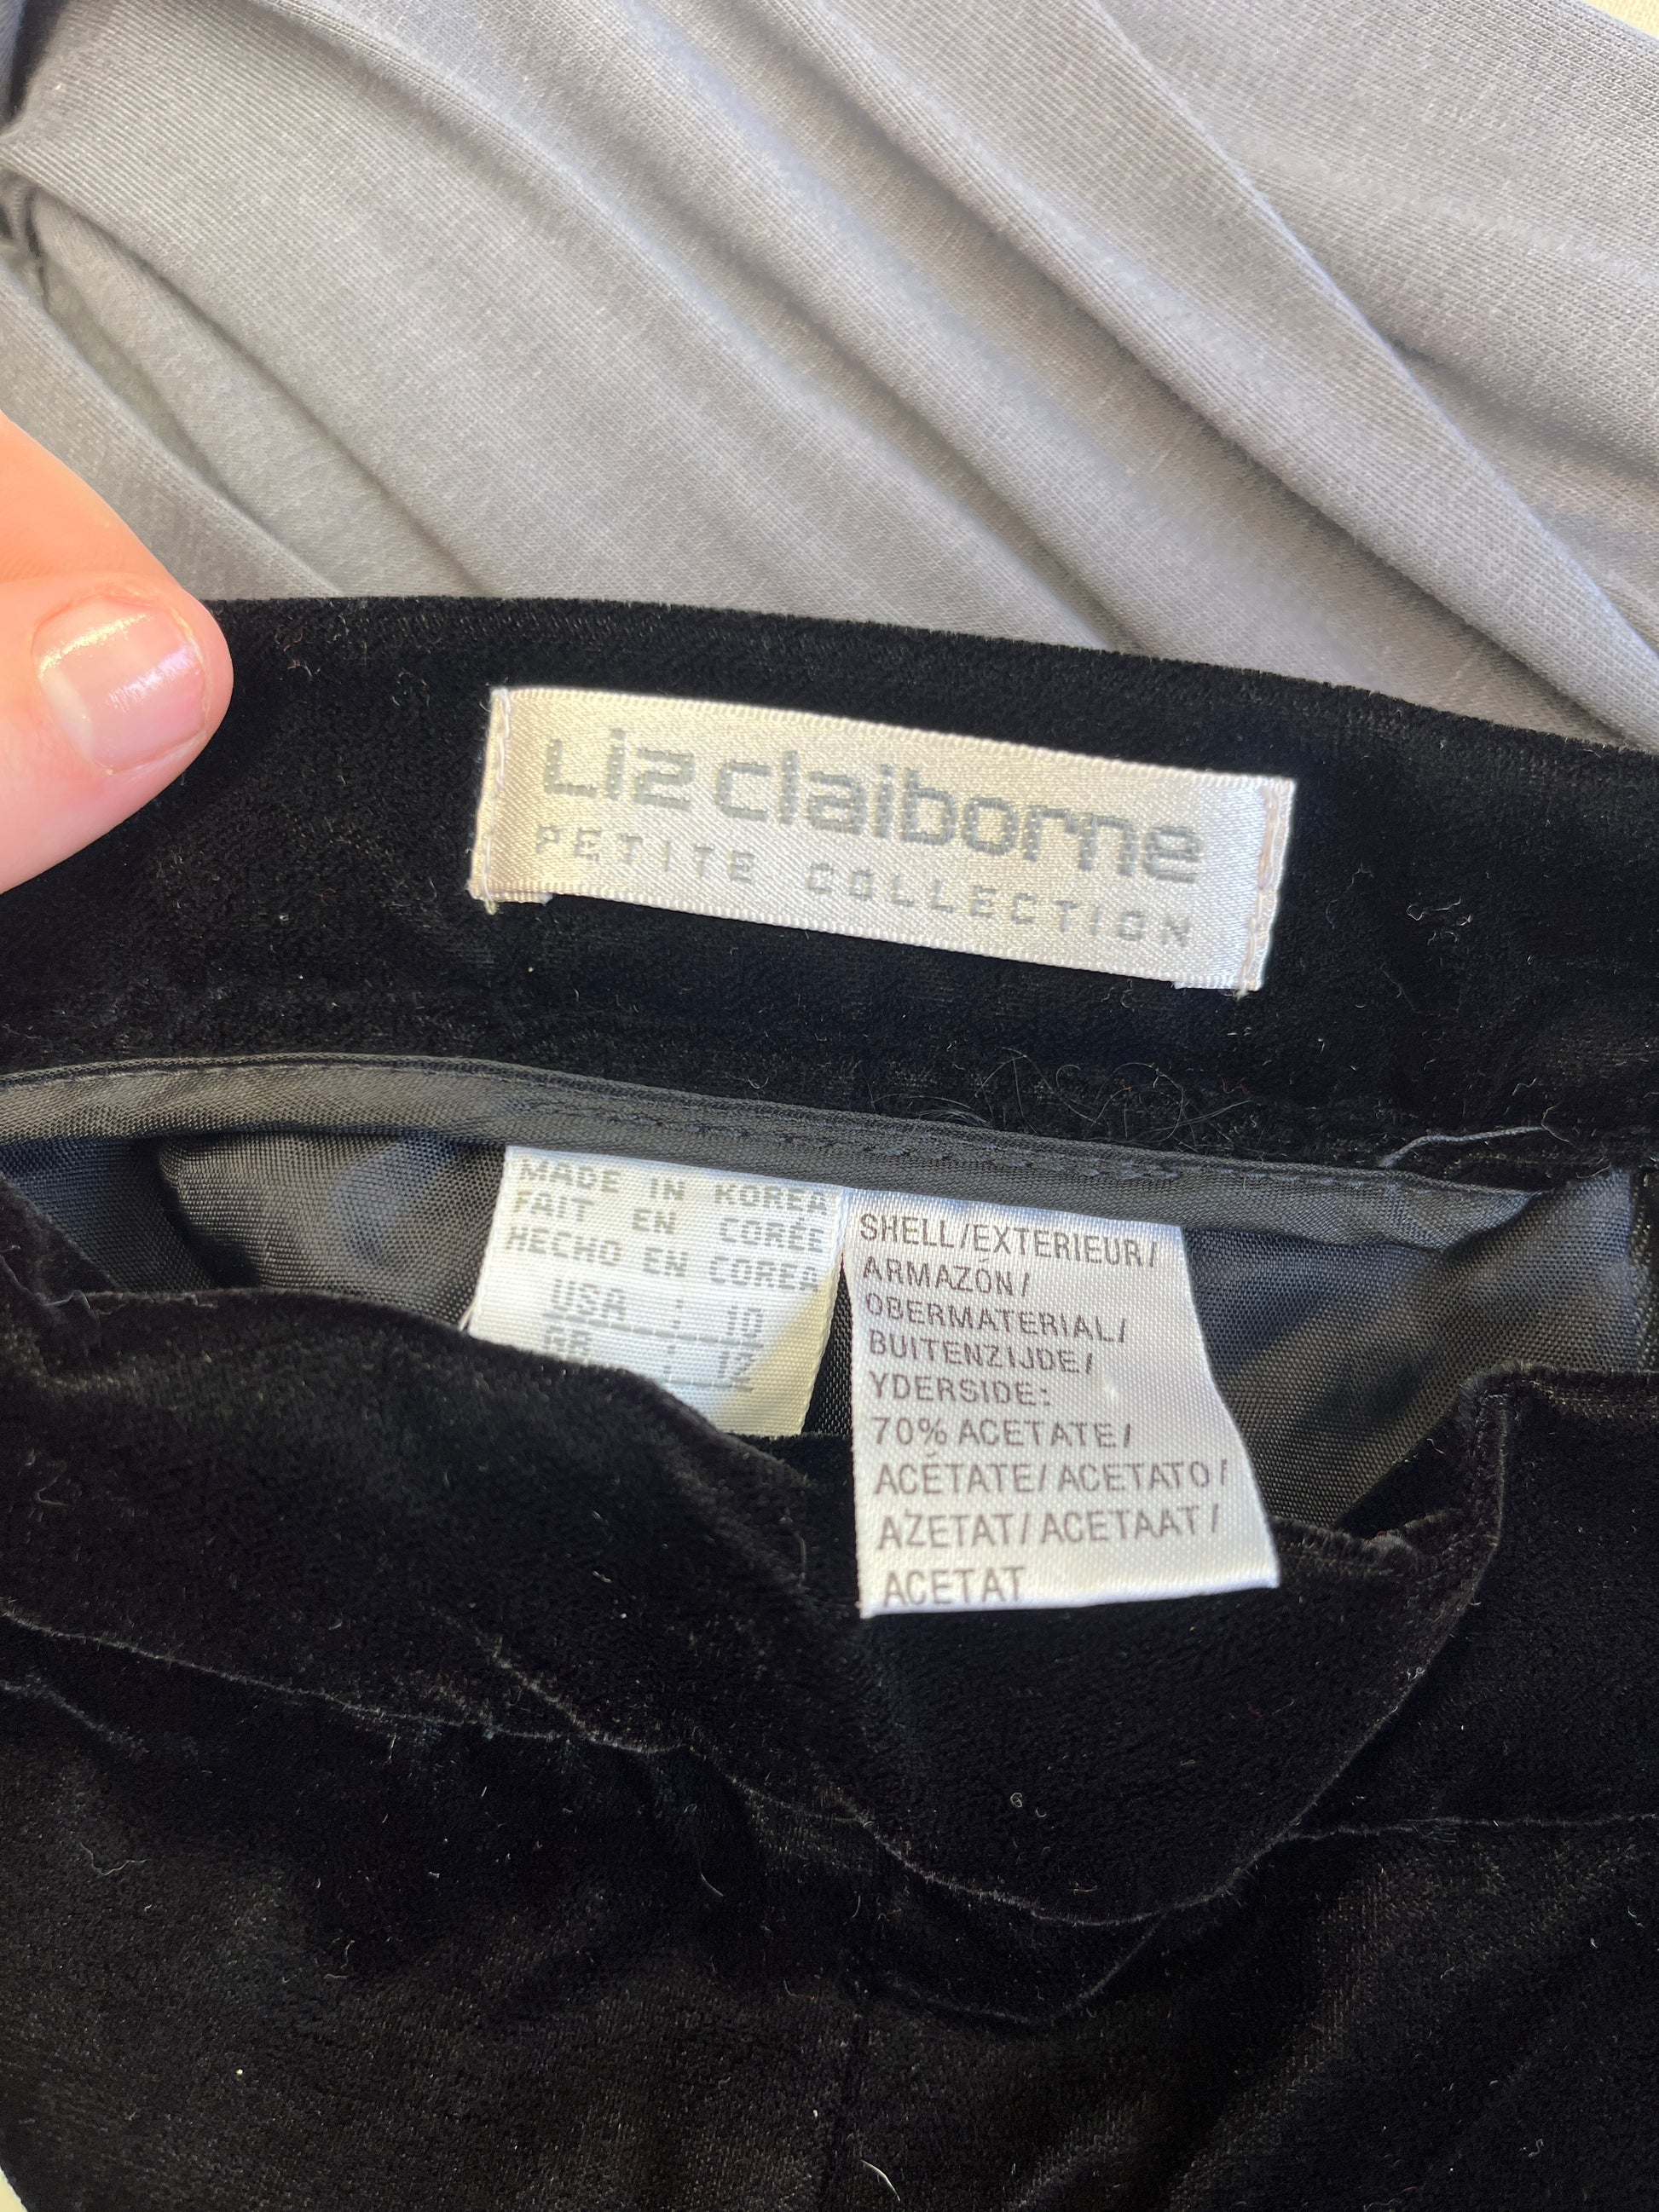 Liz claiborne
PETITE COLLECTION
MADE IN KOREA
FAIT EN CORÉE
HECHO EN COREA
USA : 10
GB : 12
SHELL/EXTERIEUR/
ARMAZÓN/
OBERMATERIAL/
BUITENZIJDE/
YDERSIDE:
70% ACETATE/
ACÉTATE/ACETATO/
AZETAT/ACETAAT/
ACETAT